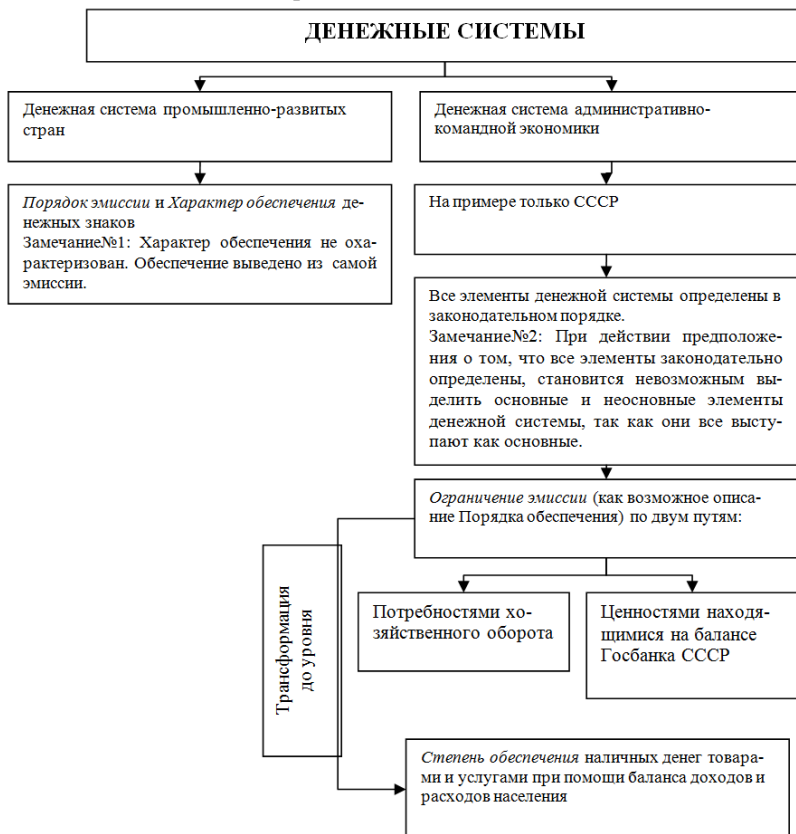 ДЕНЕЖНЫЕ СИСТЕМЫ
Денежная система промышленно-развитых
стран
Денежная система административно-
командной экономики
Порядок эмиссии и Характер обеспечения де-
нежных знаков
Замечание№1: Характер обеспечения не оха-
рактеризован. Обеспечение выведено из самой
эмиссии.
На примере только СССР
Все элементы денежной системы определены в
законодательном порядке.
Замечание№2: При действии предположе-
ния о том, что все элементы законодательно
определены, становится невозможным вы-
делить основные и неосновные элементы
денежной системы, так как они все высту-
пают как основные.
Ограничение эмиссии (как возможное описа-
ние Порядка обеспечения) по двум путям:
Трансформация
до уровня
Потребностями хо-
зяйственного оборота
Ценностями находя-
щимися на балансе
Госбанка СССР
Степень обеспечения наличных денег товара-
ми и услугами при помощи баланса доходов и
расходов населения